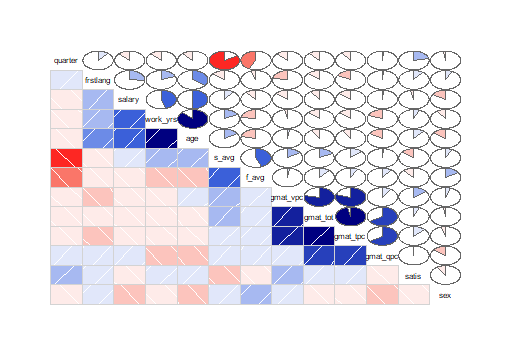 quarter
frstlang
salary
work_yrs
age
s_avg
f_avg
gmat_vpc
gmat_tot
gmat_tpc
gmat_qpc
satis
sex